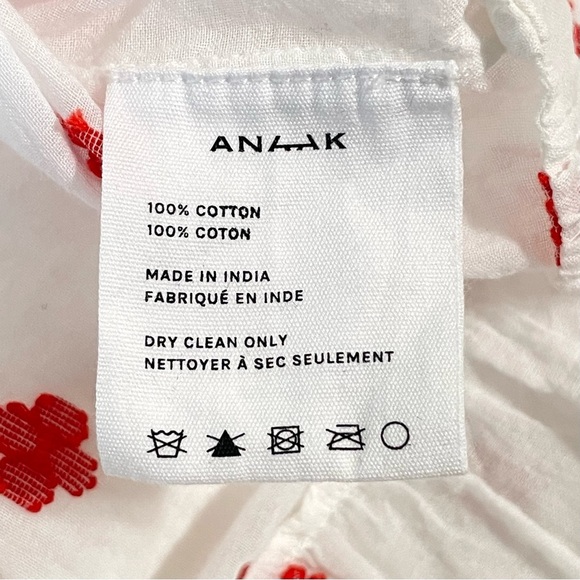 ANAAK
100% COTTON
100% COTON
MADE IN INDIA
FABRIQUÉ EN INDE
DRY CLEAN ONLY
NETTOYER À SEC SEULEMENT